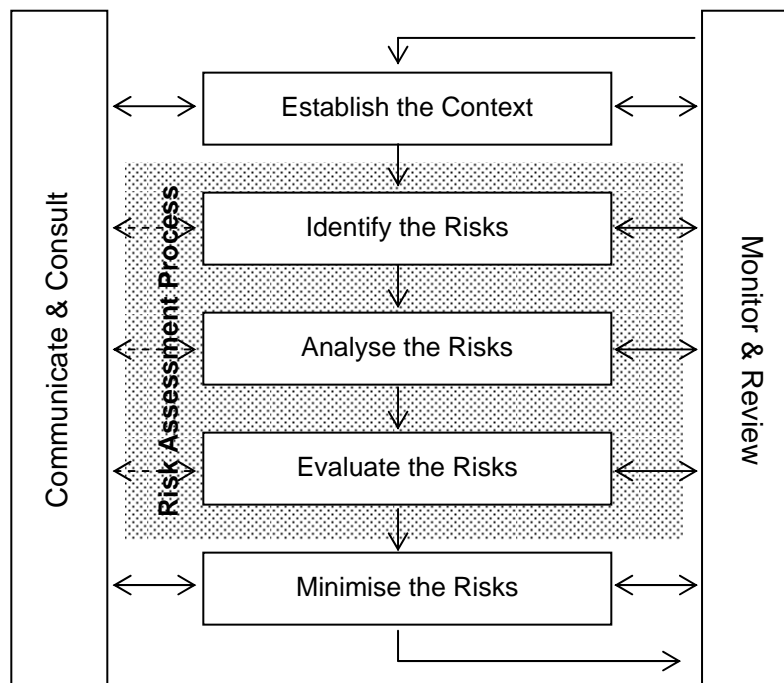 Communicate & Consult
Establish the Context
Risk Assessment Process
Identify the Risks
Analyse the Risks
Evaluate the Risks
Minimise the Risks
Monitor & Review